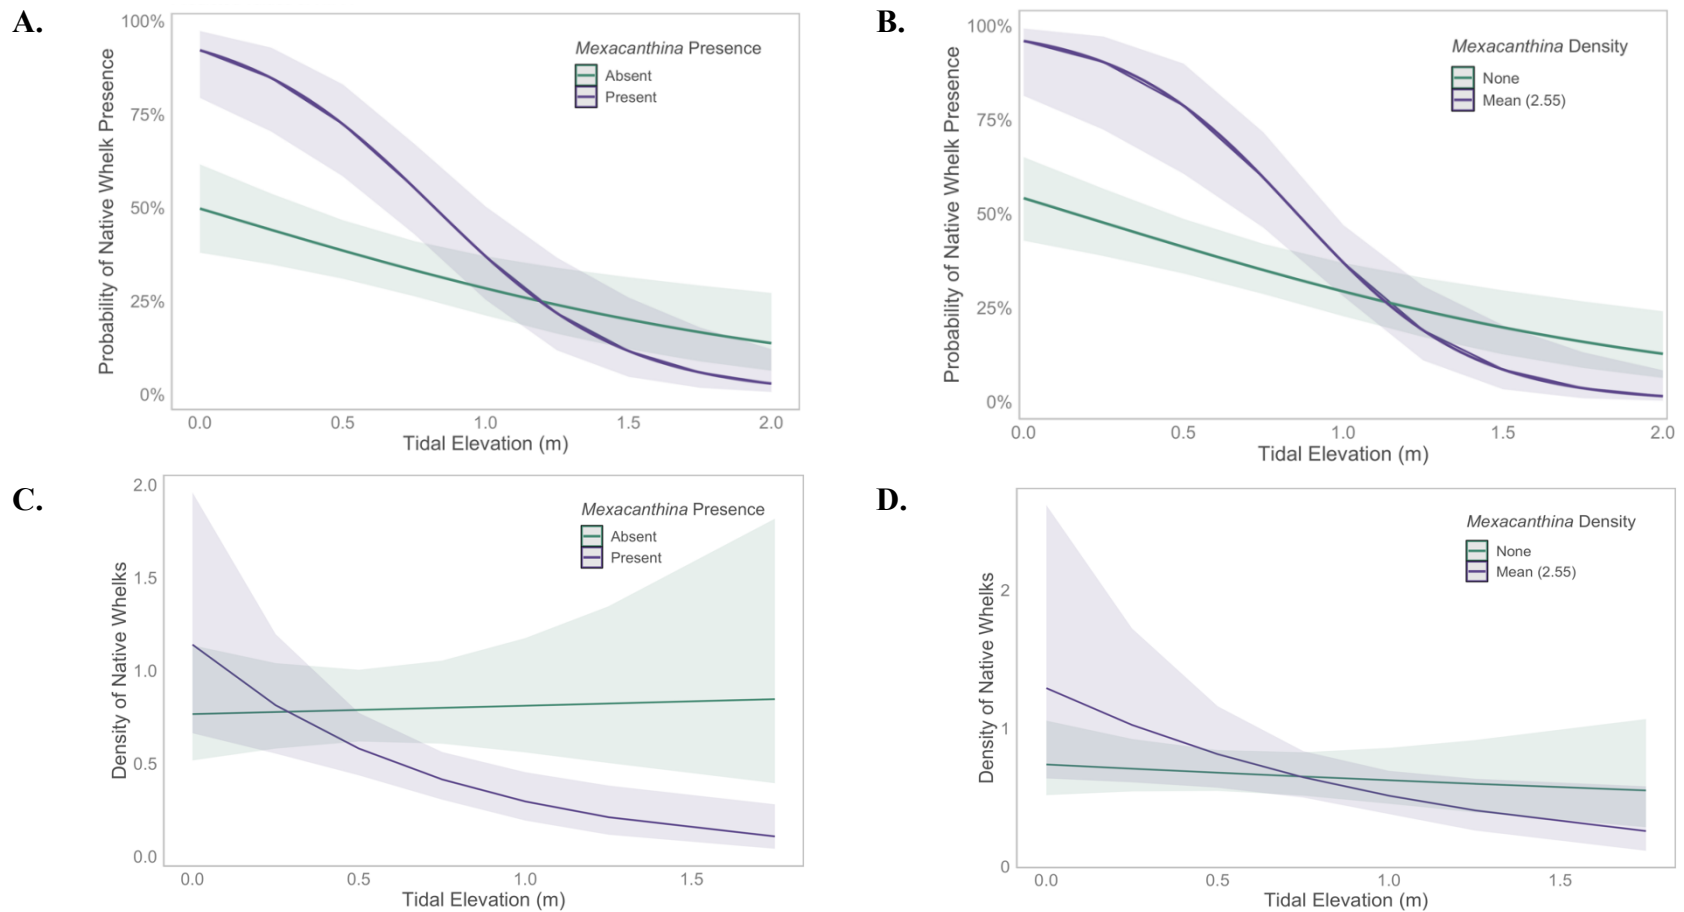 A.
100%
75%
50%
25%
0%
Probability of Native Whelk Presence
Mexacanthina Presence
Absent
Present
0.0 0.5 1.0 1.5 2.0
Tidal Elevation (m)
B.
100%
75%
50%
25%
0%
Probability of Native Whelk Presence
Mexacanthina Density
None
Mean (2.55)
0.0 0.5 1.0 1.5 2.0
Tidal Elevation (m)
C.
2.0
1.5
1.0
0.5
0.0
Density of Native Whelks
Mexacanthina Presence
Absent
Present
0.0 0.5 1.0 1.5
Tidal Elevation (m)
D.
2
1
0
Density of Native Whelks
Mexacanthina Density
None
Mean (2.55)
0.0 0.5 1.0 1.5
Tidal Elevation (m)